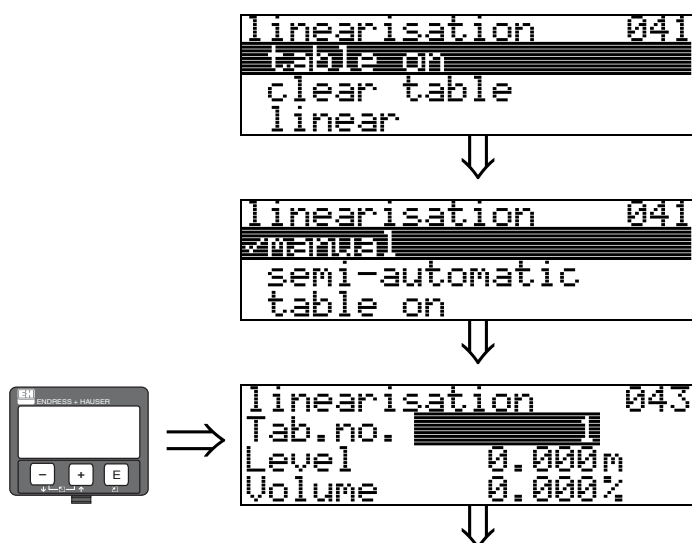 linearisation 041
table on
clear table
linear
linearisation 041
✓manual
semi-automatic
table on
EH
ENDRESS + HAUSER
– + E
linearisation 043
Tab.no. 1
Level 0.000m
Volume 0.000%